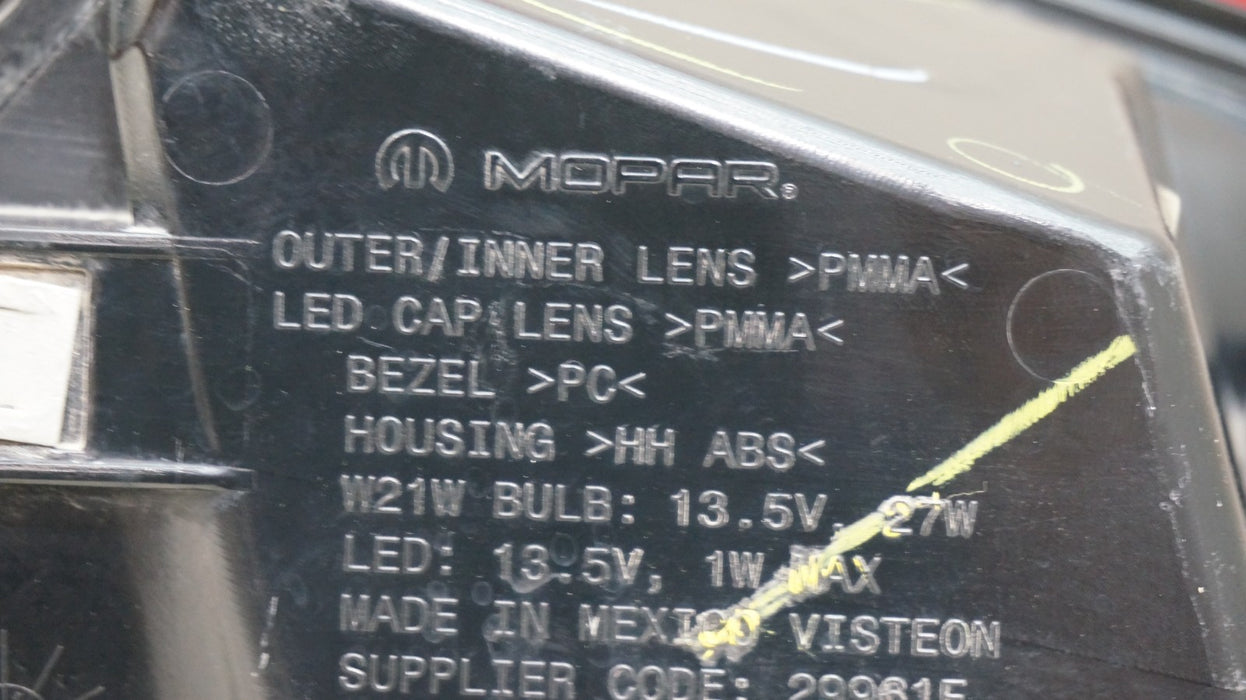 MOPAR®
OUTER/INNER LENS >PMMA<
LED CAP LENS >PMMA<
BEZEL >PC<
HOUSING >HH ABS<
W21W BULB: 13.5V, 27W
LED: 13.5V, 1W MAX
MADE IN MEXICO VISTEON
SUPPLIER CODE: